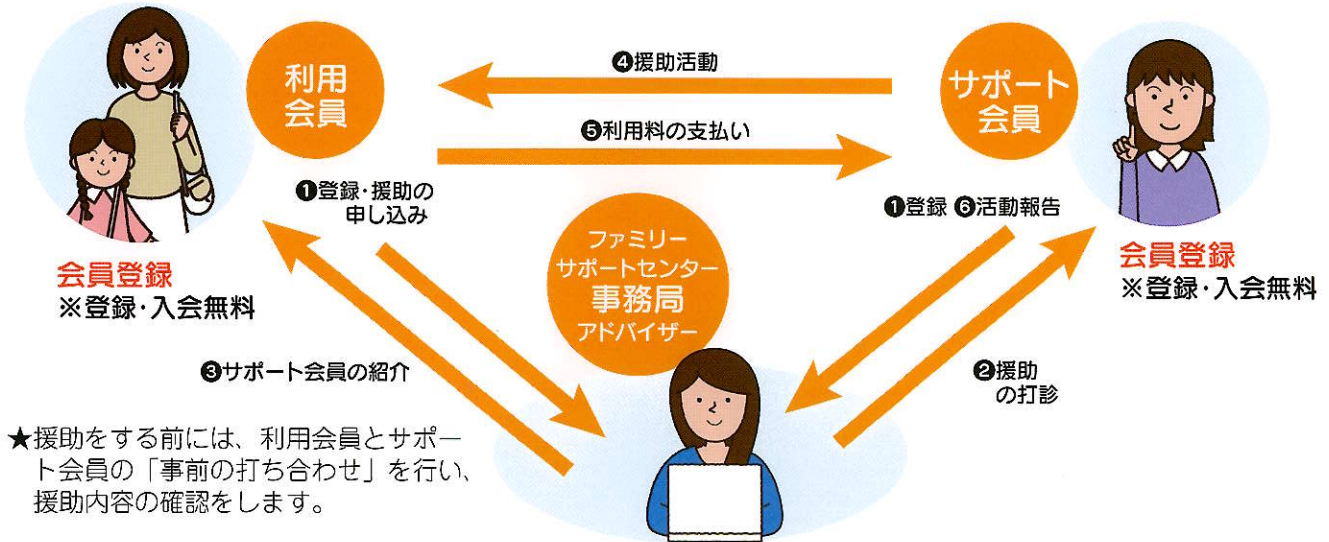 利用
会員
❹援助活動
サポート
会員
❺利用料の支払い
❶登録・援助の
申し込み
❶登録 ❻活動報告
ファミリー
サポートセンター
事務局
アドバイザー
会員登録
※登録・入会無料
会員登録
※登録・入会無料
❸サポート会員の紹介
❷援助
の打診
★援助をする前には、利用会員とサポー
ト会員の「事前の打ち合わせ」を行い、
援助内容の確認をします。